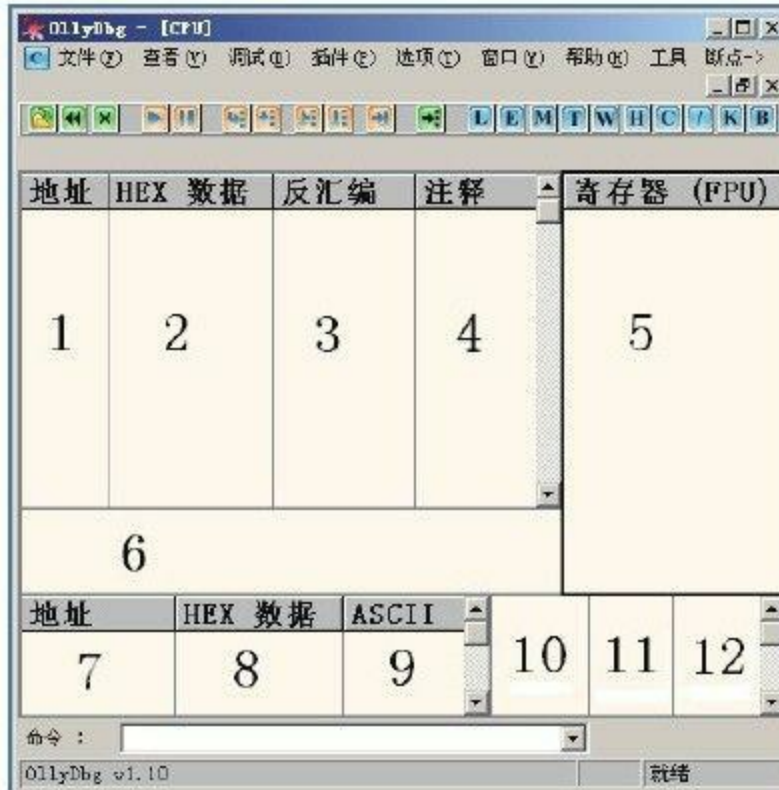 OllyDbg - [CPU]
文件(F) 查看(V) 调试(D) 插件(P) 选项(T) 窗口(W) 帮助(H) 工具 断点->
L E M T W H C / K B
地址 HEX 数据 反汇编 注释 寄存器 (FPU)
1 2 3 4 5
6
地址 HEX 数据 ASCII
7 8 9 10 11 12
命令 :
OllyDbg v1.10 就绪